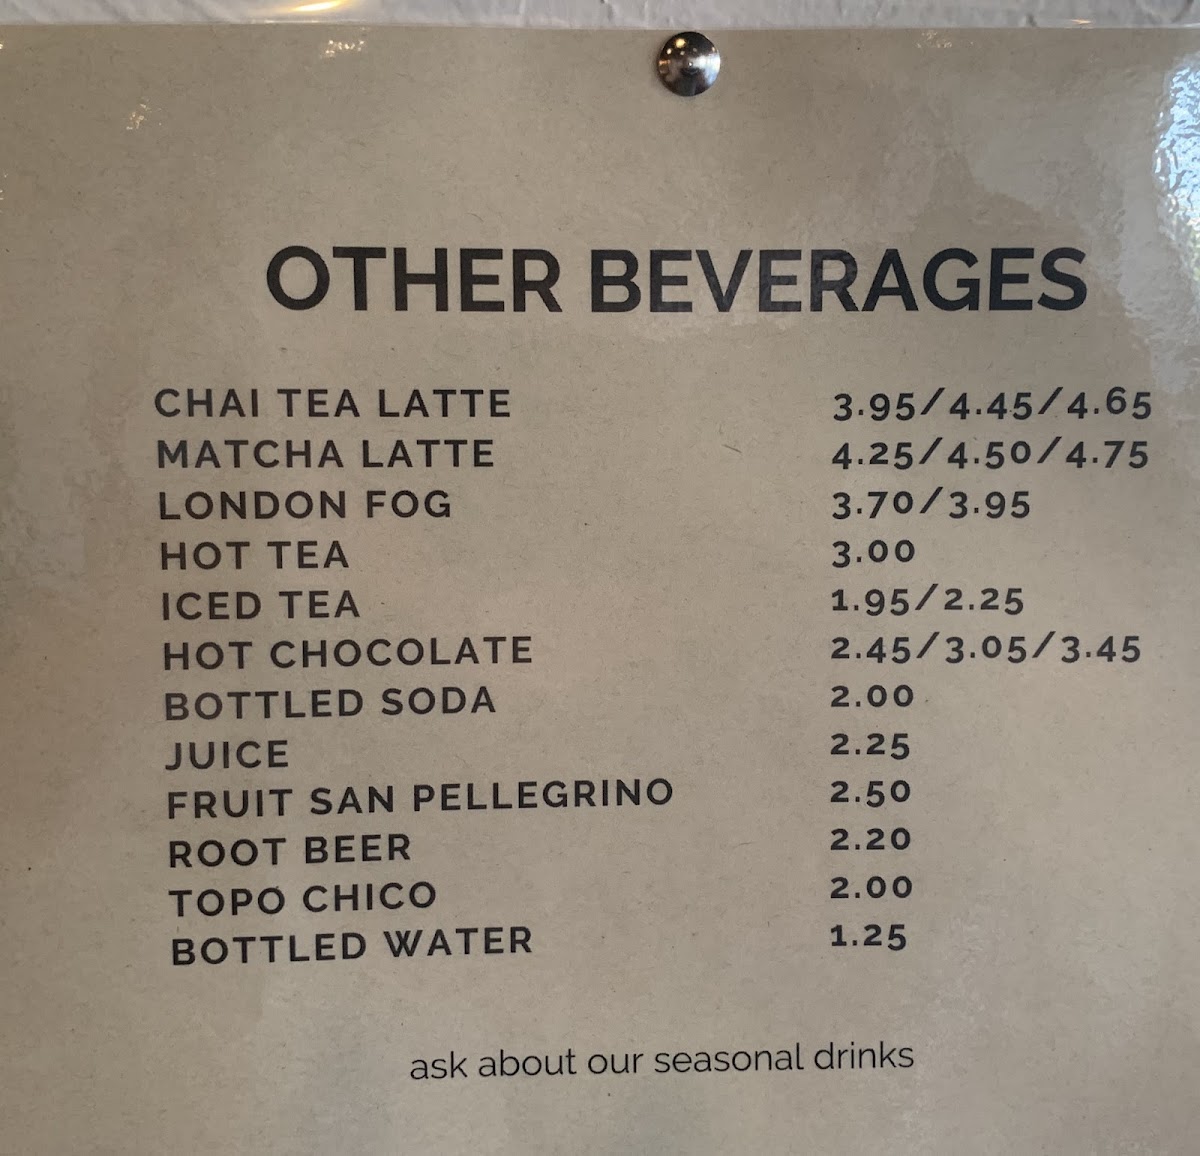 OTHER BEVERAGES
CHAI TEA LATTE 3.95/4.45/4.65
MATCHA LATTE 4.25/4.50/4.75
LONDON FOG 3.70/3.95
HOT TEA 3.00
ICED TEA 1.95/2.25
HOT CHOCOLATE 2.45/3.05/3.45
BOTTLED SODA 2.00
JUICE 2.25
FRUIT SAN PELLEGRINO 2.50
ROOT BEER 2.20
TOPO CHICO 2.00
BOTTLED WATER 1.25
ask about our seasonal drinks